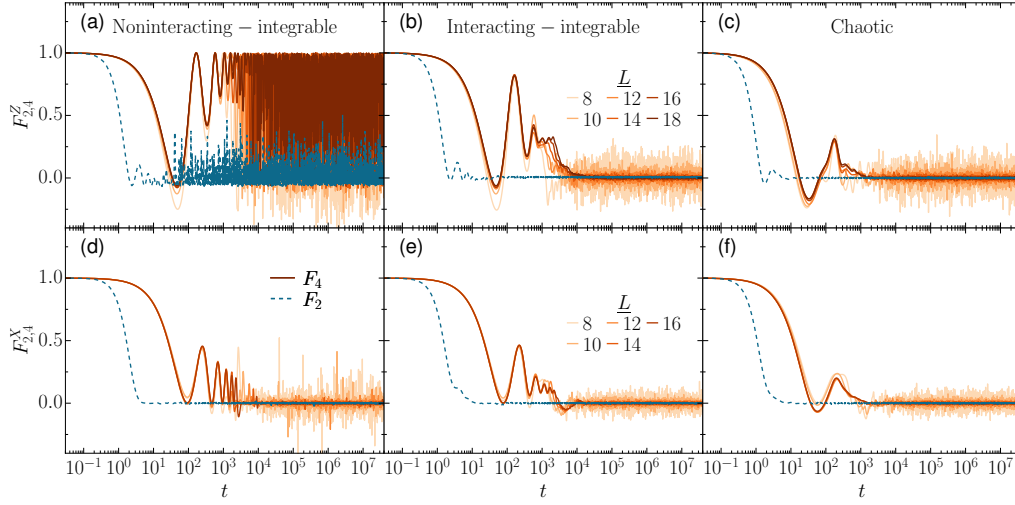 (a) Noninteracting − integrable
(b) Interacting − integrable
(c) Chaotic
1.0
0.5
0.0
F^Z_{2,4}
L
8 12 16
10 14 18
(d)
(e)
(f)
1.0
0.5
0.0
F^X_{2,4}
F_4
F_2
L
8 12 16
10 14
10^{-1} 10^0 10^1 10^2 10^3 10^4 10^5 10^6 10^7
10^{-1} 10^0 10^1 10^2 10^3 10^4 10^5 10^6 10^7
10^{-1} 10^0 10^1 10^2 10^3 10^4 10^5 10^6 10^7
t
t
t